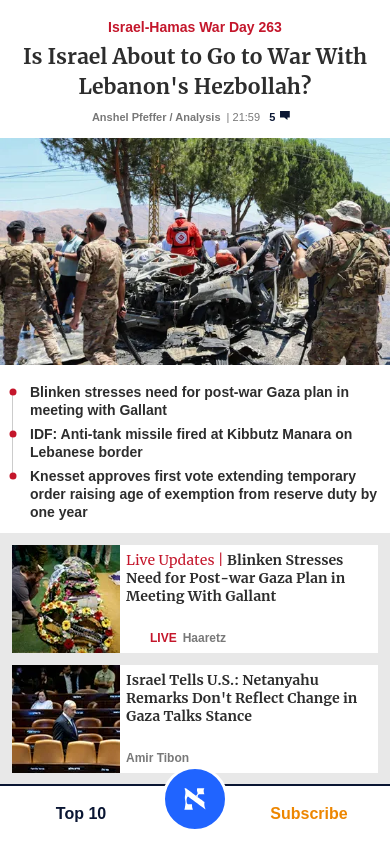 Israel-Hamas War Day 263
Is Israel About to Go to War With
Lebanon's Hezbollah?
Anshel Pfeffer / Analysis | 21:59 5
Blinken stresses need for post-war Gaza plan in
meeting with Gallant
IDF: Anti-tank missile fired at Kibbutz Manara on
Lebanese border
Knesset approves first vote extending temporary
order raising age of exemption from reserve duty by
one year
Live Updates | Blinken Stresses
Need for Post-war Gaza Plan in
Meeting With Gallant
LIVE Haaretz
Israel Tells U.S.: Netanyahu
Remarks Don't Reflect Change in
Gaza Talks Stance
Amir Tibon
Top 10
Subscribe